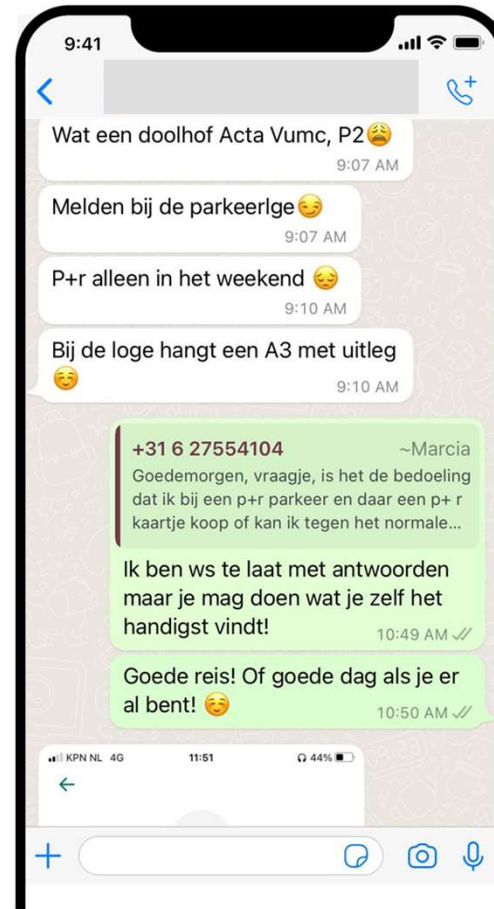 9:41
Wat een doolhof Acta Vumc, P2😩
9:07 AM
Melden bij de parkeerlge😏
9:07 AM
P+r alleen in het weekend 😔
9:10 AM
Bij de loge hangt een A3 met uitleg
☺️
9:10 AM
+31 6 27554104 ~Marcia
Goedemorgen, vraagje, is het de bedoeling
dat ik bij een p+r parkeer en daar een p+ r
kaartje koop of kan ik tegen het normale...
Ik ben ws te laat met antwoorden
maar je mag doen wat je zelf het
handigst vindt!
10:49 AM
Goede reis! Of goede dag als je er
al bent! ☺️
10:50 AM
KPN NL 4G 11:51 44%